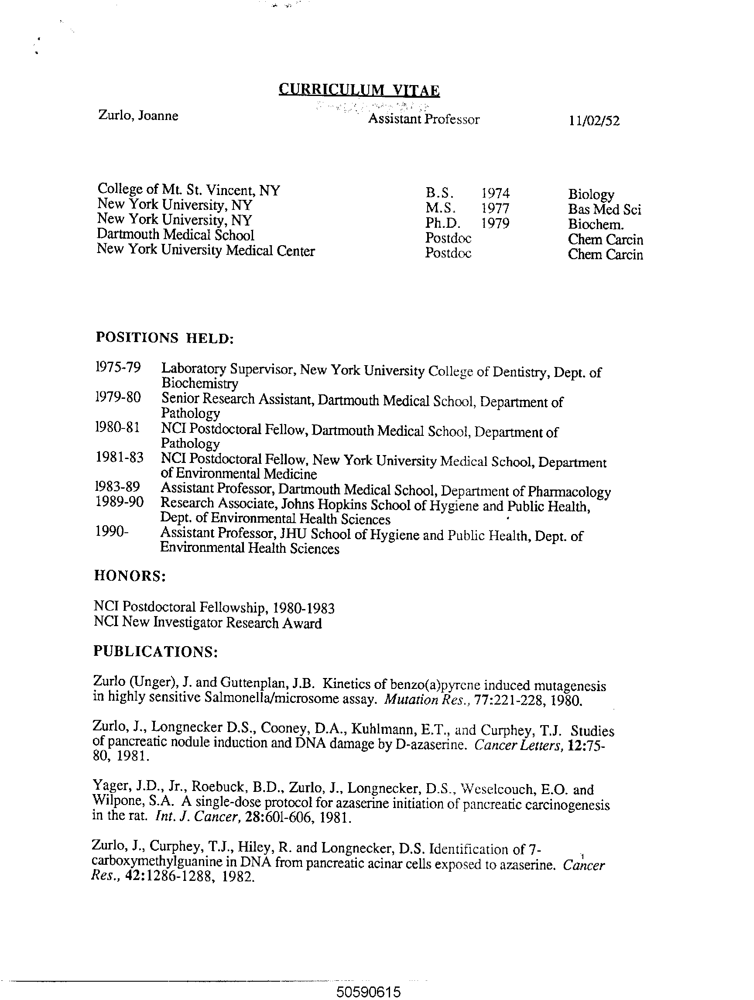 CURRICULUM VITAE
Zurlo, Joanne Assistant Professor 11/02/52
College of Mt. St. Vincent, NY B.S. 1974 Biology
New York University, NY M.S. 1977 Bas Med Sci
New York University, NY Ph.D. 1979 Biochem.
Dartmouth Medical School Postdoc Chem Carcin
New York University Medical Center Postdoc Chem Carcin
POSITIONS HELD:
1975-79 Laboratory Supervisor, New York University College of Dentistry, Dept. of
Biochemistry
1979-80 Senior Research Assistant, Dartmouth Medical School, Department of
Pathology
1980-81 NCI Postdoctoral Fellow, Dartmouth Medical School, Department of
Pathology
1981-83 NCI Postdoctoral Fellow, New York University Medical School, Department
of Environmental Medicine
1983-89 Assistant Professor, Dartmouth Medical School, Department of Pharmacology
1989-90 Research Associate, Johns Hopkins School of Hygiene and Public Health,
Dept. of Environmental Health Sciences
1990- Assistant Professor, JHU School of Hygiene and Public Health, Dept. of
Environmental Health Sciences
HONORS:
NCI Postdoctoral Fellowship, 1980-1983
NCI New Investigator Research Award
PUBLICATIONS:
Zurlo (Unger), J. and Guttenplan, J.B. Kinetics of benzo(a)pyrene induced mutagenesis
in highly sensitive Salmonella/microsome assay. Mutation Res., 77:221-228, 1980.
Zurlo, J., Longnecker D.S., Cooney, D.A., Kuhlmann, E.T., and Curphey, T.J. Studies
of pancreatic nodule induction and DNA damage by D-azaserine. Cancer Letters, 12:75-
80, 1981.
Yager, J.D., Jr., Roebuck, B.D., Zurlo, J., Longnecker, D.S., Weselcouch, E.O. and
Wilpone, S.A. A single-dose protocol for azaserine initiation of pancreatic carcinogenesis
in the rat. Int. J. Cancer, 28:601-606, 1981.
Zurlo, J., Curphey, T.J., Hiley, R. and Longnecker, D.S. Identification of 7-
carboxymethylguanine in DNA from pancreatic acinar cells exposed to azaserine. Cancer
Res., 42:1286-1288, 1982.
50590615